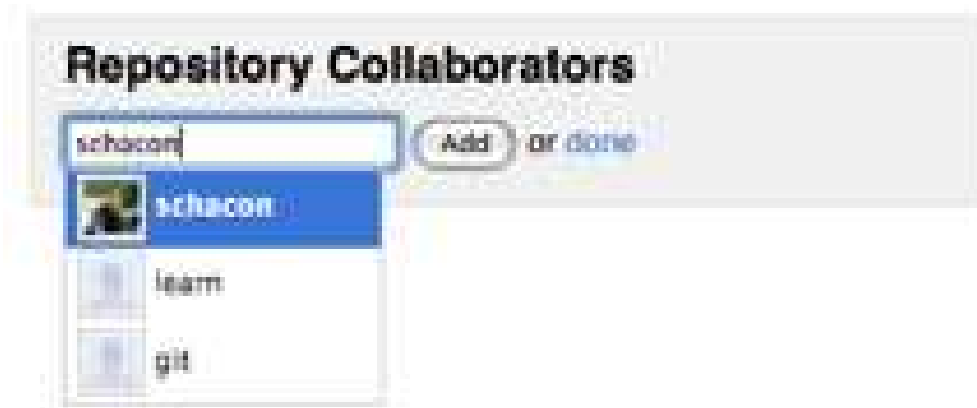 Repository Collaborators
schacon Add or done
schacon
learn
git